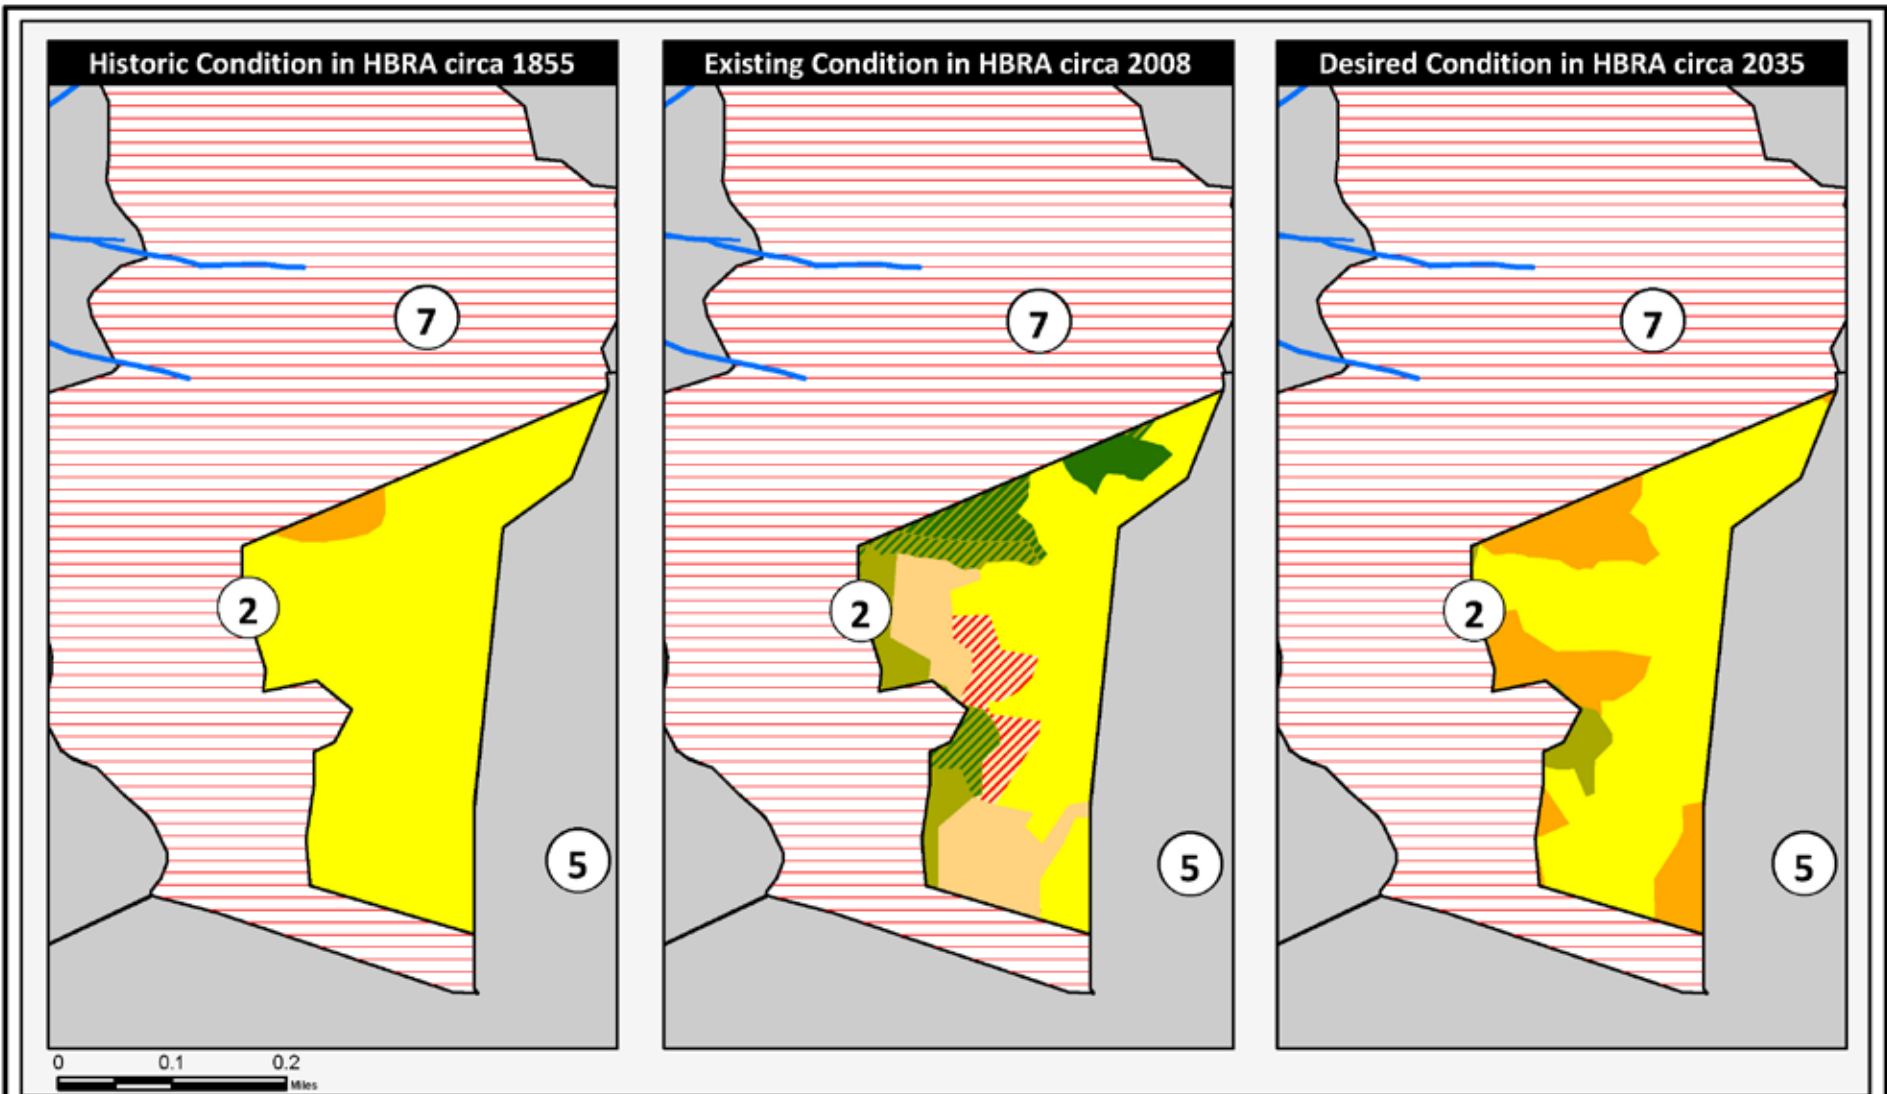 Historic Condition in HBRA circa 1855
Existing Condition in HBRA circa 2008
Desired Condition in HBRA circa 2035
7
7
7
2
2
2
5
5
5
0 0.1 0.2
Miles